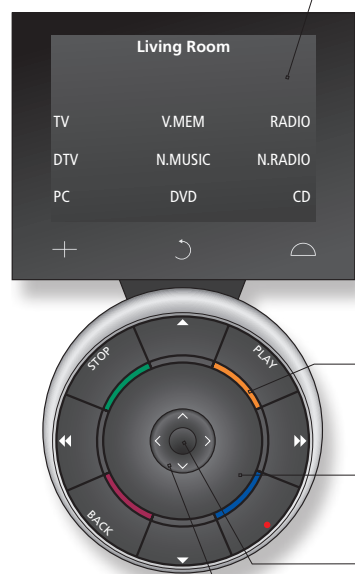 Living Room
TV V.MEM RADIO
DTV N.MUSIC N.RADIO
PC DVD CD
STOP PLAY
BACK